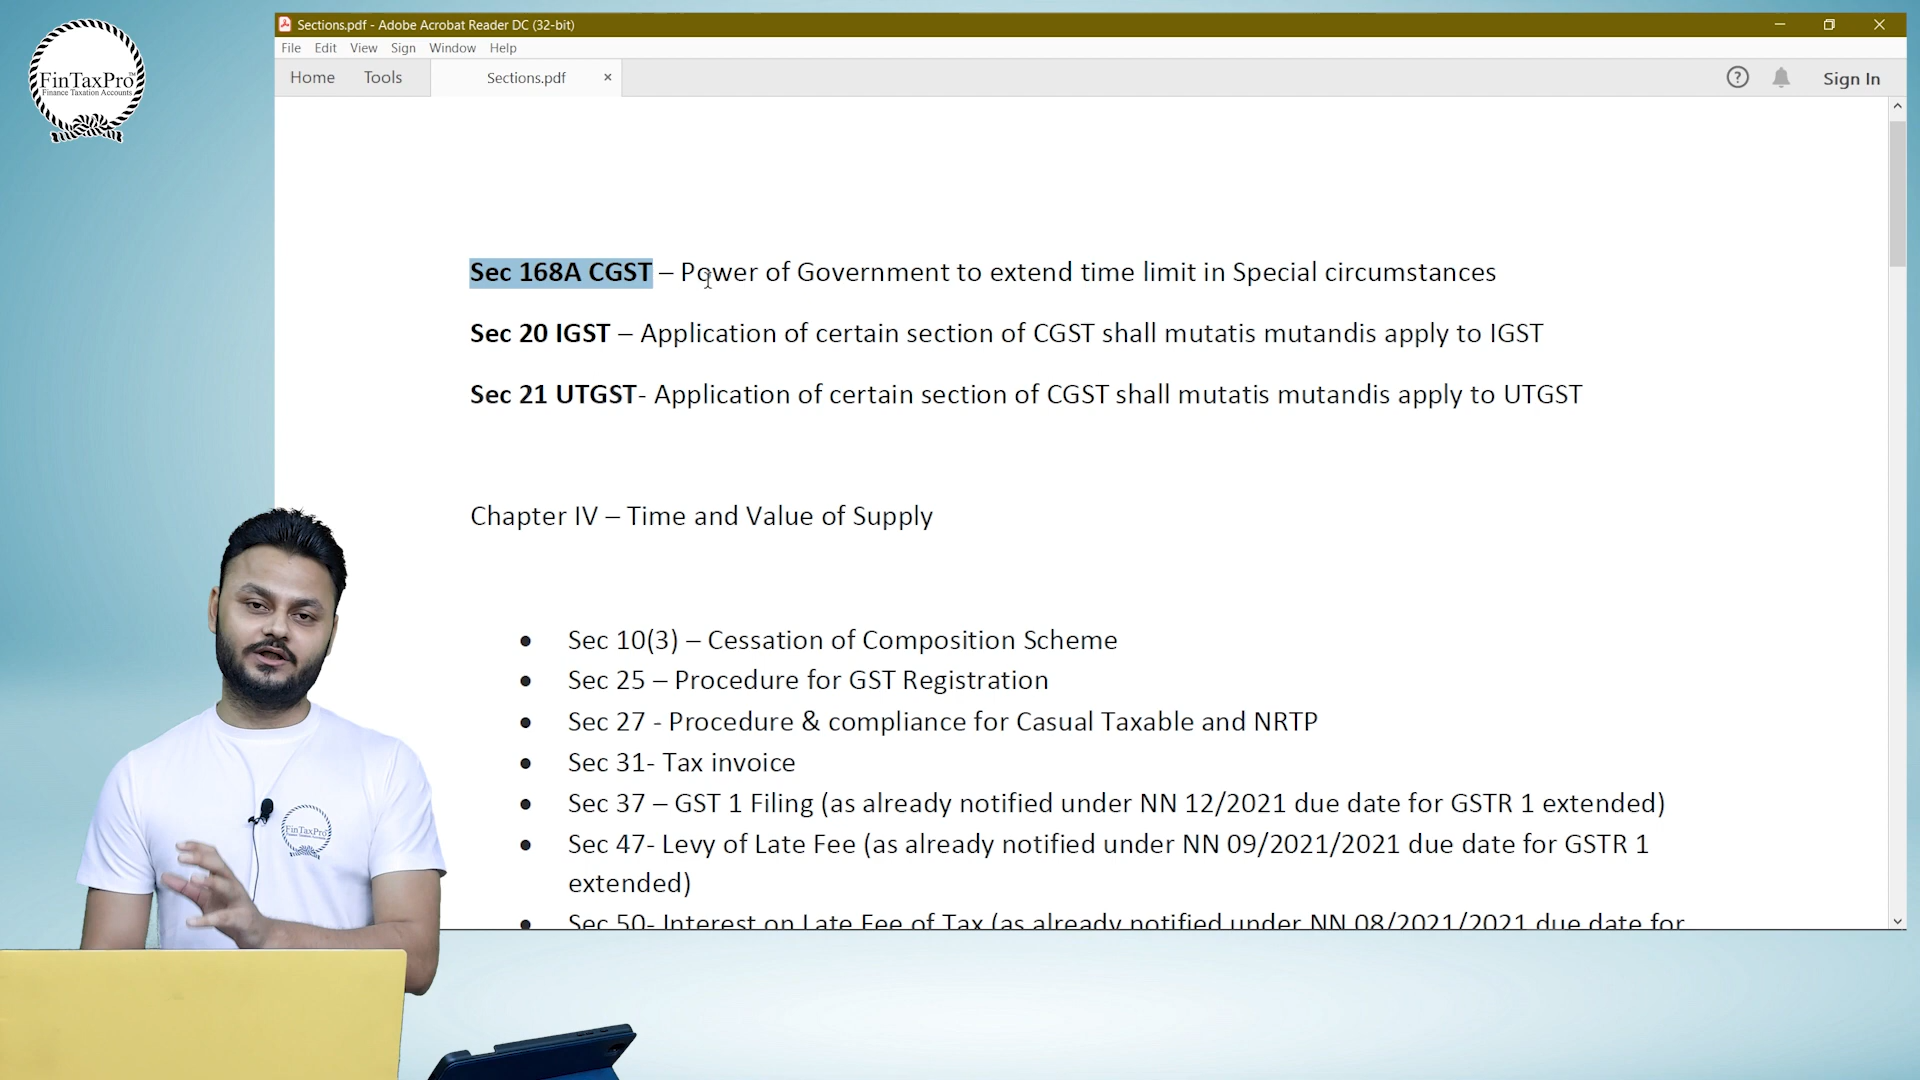 FinTaxPro™
Finance Taxation Accounts
Sections.pdf - Adobe Acrobat Reader DC (32-bit)
File Edit View Sign Window Help
Home Tools Sections.pdf × Sign In
Sec 168A CGST – Power of Government to extend time limit in Special circumstances
Sec 20 IGST – Application of certain section of CGST shall mutatis mutandis apply to IGST
Sec 21 UTGST- Application of certain section of CGST shall mutatis mutandis apply to UTGST
Chapter IV – Time and Value of Supply
• Sec 10(3) – Cessation of Composition Scheme
• Sec 25 – Procedure for GST Registration
• Sec 27 - Procedure & compliance for Casual Taxable and NRTP
• Sec 31- Tax invoice
• Sec 37 – GST 1 Filing (as already notified under NN 12/2021 due date for GSTR 1 extended)
• Sec 47- Levy of Late Fee (as already notified under NN 09/2021/2021 due date for GSTR 1
extended)
• Sec 50- Interest on Late Fee of Tax (as already notified under NN 08/2021/2021 due date for
FinTaxPro